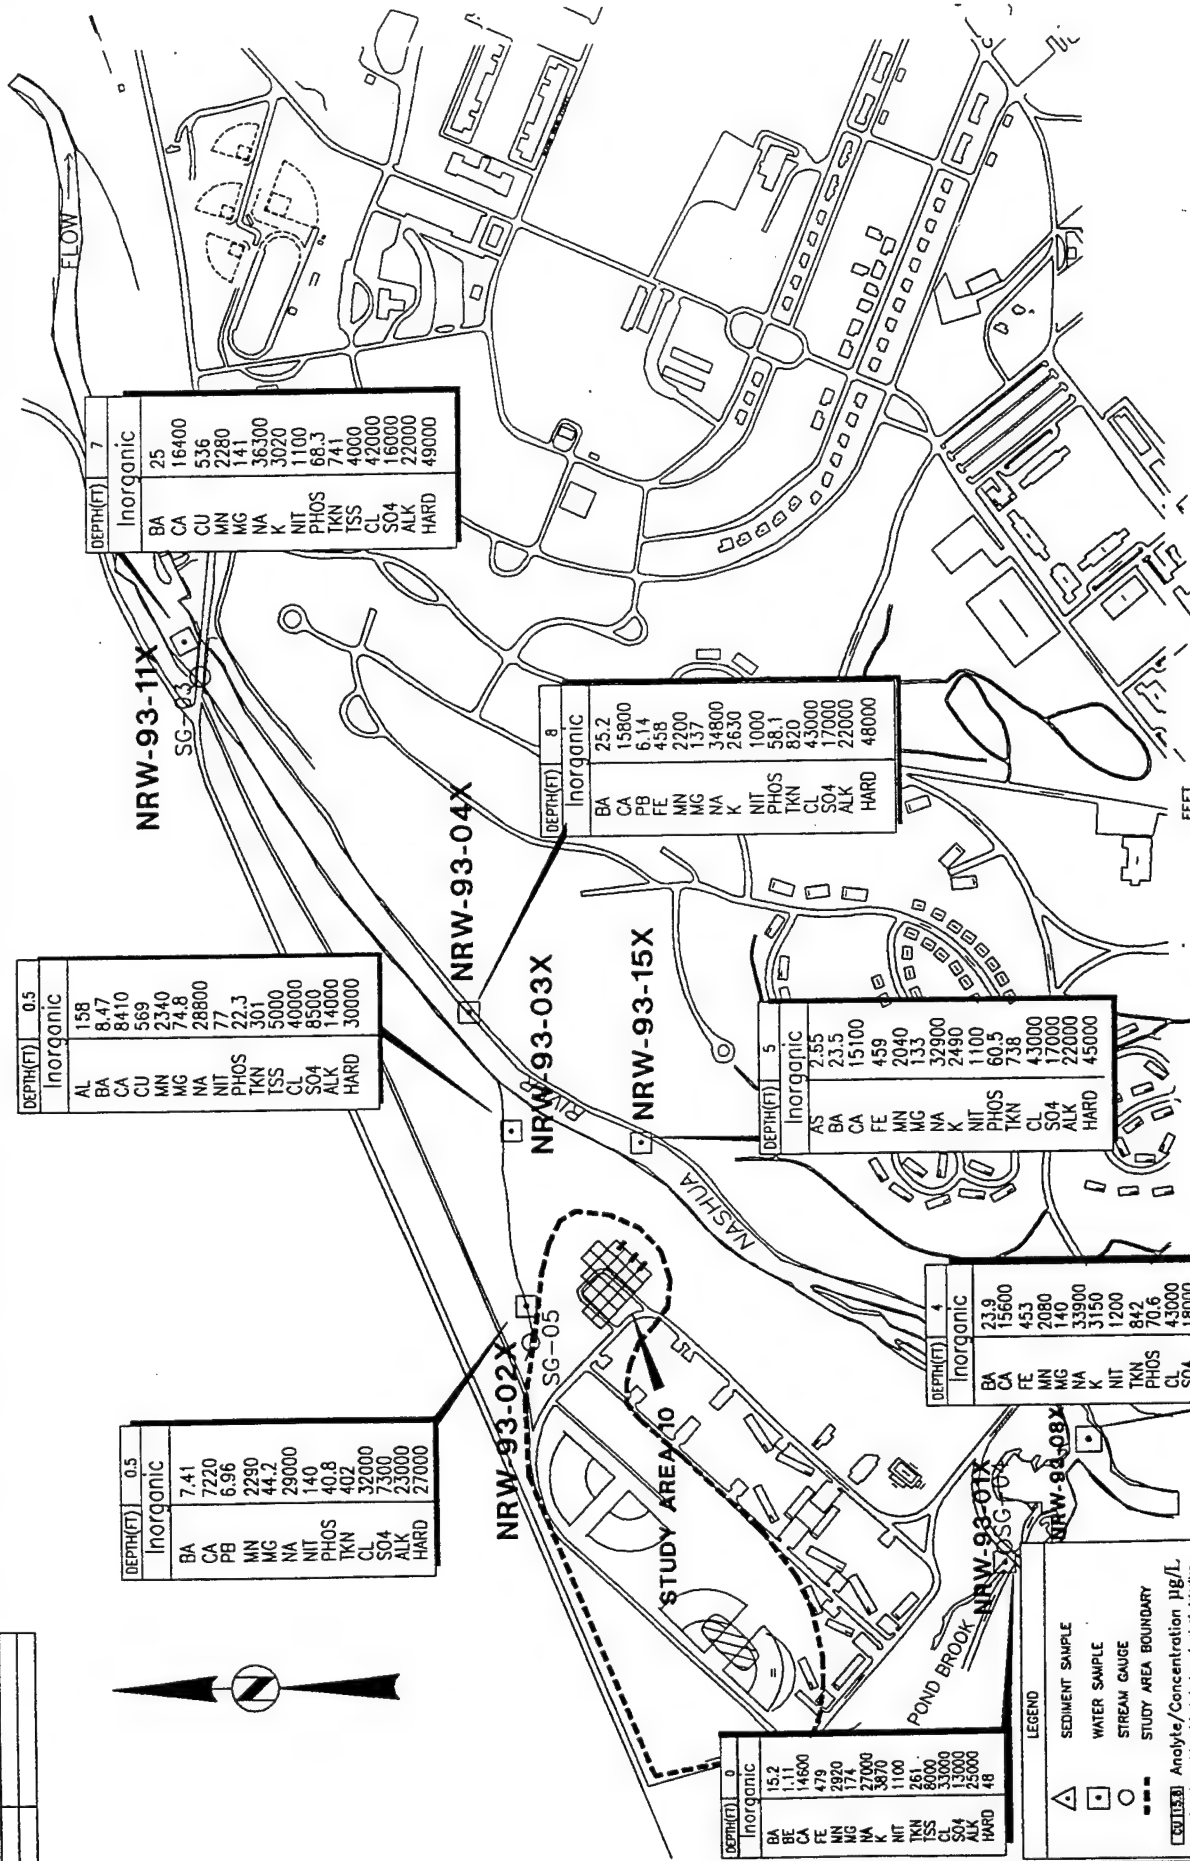 FLOW
DEPTH(FT) 7
Inorganic
BA 25
CA 16400
CU 536
MN 2280
MG 141
NA 36300
K 3020
NIT 1100
PHOS 68.3
TKN 741
TSS 4000
CL 42000
SO4 16000
ALK 22000
HARD 49000
NRW-93-11X
SG-03
DEPTH(FT) 8
Inorganic
BA 25.2
CA 15800
PB 6.14
FE 458
MN 2200
MG 137
NA 34800
K 2630
NIT 1000
PHOS 58.1
TKN 820
CL 43000
SO4 17000
ALK 22000
HARD 48000
NRW-93-04X
DEPTH(FT) 0.5
Inorganic
AL 158
BA 8.47
CA 8410
CU 569
MN 2340
MG 74.8
NA 28800
NIT 77
PHOS 22.3
TKN 301
TSS 5000
CL 40000
SO4 8500
ALK 14000
HARD 30000
NRW-93-03X
RIVER
NRW-93-15X
DEPTH(FT) 5
Inorganic
AS 2.55
BA 23.5
CA 15100
FE 459
MN 2040
MG 133
NA 32900
K 2490
NIT 1100
PHOS 60.5
TKN 738
CL 43000
SO4 17000
ALK 22000
HARD 45000
NASHUA
SG-05
NRW-93-02X
DEPTH(FT) 0.5
Inorganic
BA 7.41
CA 7220
PB 6.96
MN 2290
MG 44.2
NA 29000
NIT 140
PHOS 40.8
TKN 402
CL 32000
SO4 7300
ALK 23000
HARD 27000
STUDY AREA 10
DEPTH(FT) 4
Inorganic
BA 23.9
CA 15600
FE 453
MN 2080
MG 140
NA 33900
K 3150
NIT 1200
TKN 842
PHOS 70.6
CL 43000
SO4 18000
NRW-93-08X
NRW-93-01X
SG-04
POND BROOK
DEPTH(FT) 0
Inorganic
BA 15.2
BE 1.11
CA 14600
FE 479
MN 2920
MG 174
NA 27000
K 3870
NIT 1100
TKN 261
TSS 8000
CL 33000
SO4 13000
ALK 25000
HARD 48
LEGEND
SEDIMENT SAMPLE
WATER SAMPLE
STREAM GAUGE
STUDY AREA BOUNDARY
Analyte/Concentration µg/L
FEET